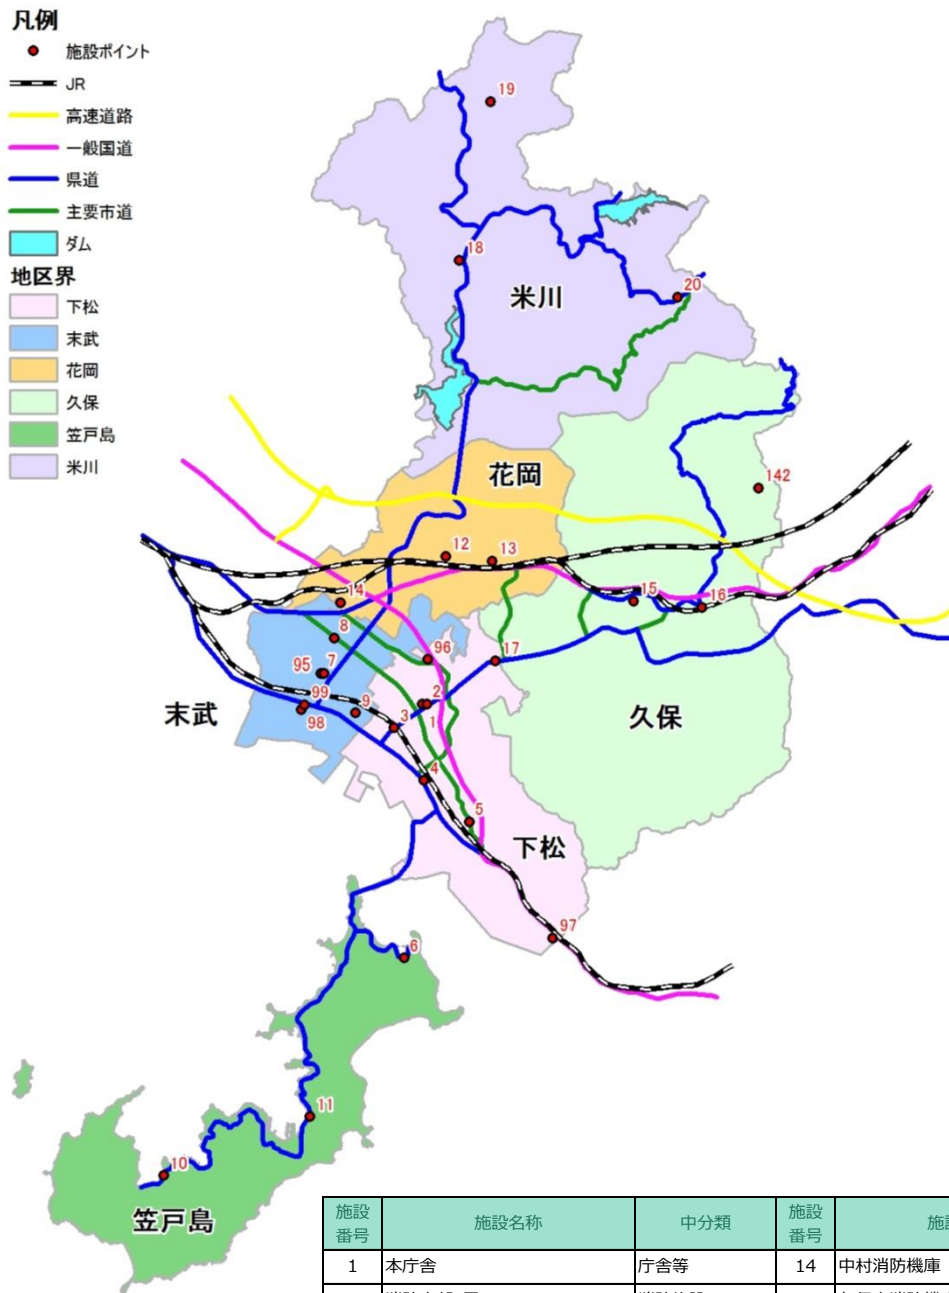 凡例
施設ポイント
JR
高速道路
一般国道
県道
主要市道
ダム
地区界
下松
末武
花岡
久保
笠戸島
米川
19
18
米川
20
花岡
142
12
13
14
15
16
8
96
17
95 7
99
98
9
3
2
1
末武
久保
4
5
下松
97
6
11
10
笠戸島
施設番号 施設名称 中分類 施設番号
1 本庁舎 庁舎等 14 中村消防機庫